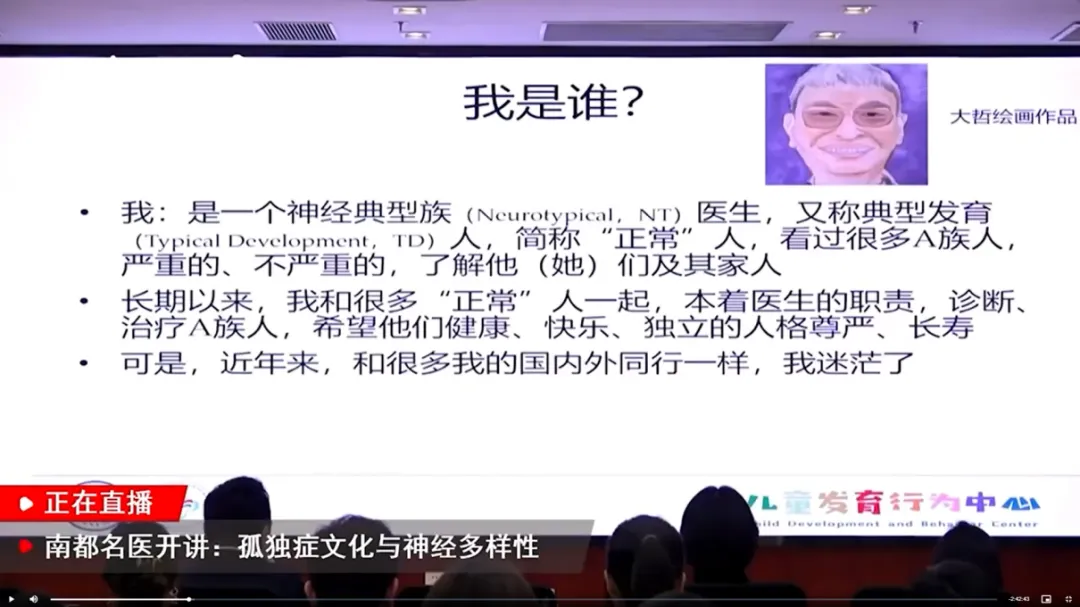 我是谁？
大哲绘画作品
• 我：是一个神经典型族（Neurotypical，NT）医生，又称典型发育
（Typical Development，TD）人，简称“正常”人，看过很多A族人，
严重的、不严重的，了解他（她）们及其家人
• 长期以来，我和很多“正常”人一起，本着医生的职责，诊断、
治疗A族人，希望他们健康、快乐、独立的人格尊严、长寿
• 可是，近年来，和很多我的国内外同行一样，我迷茫了
儿童发育行为中心
Child Development and Behavior Center
正在直播
南都名医开讲：孤独症文化与神经多样性
-2:42:43